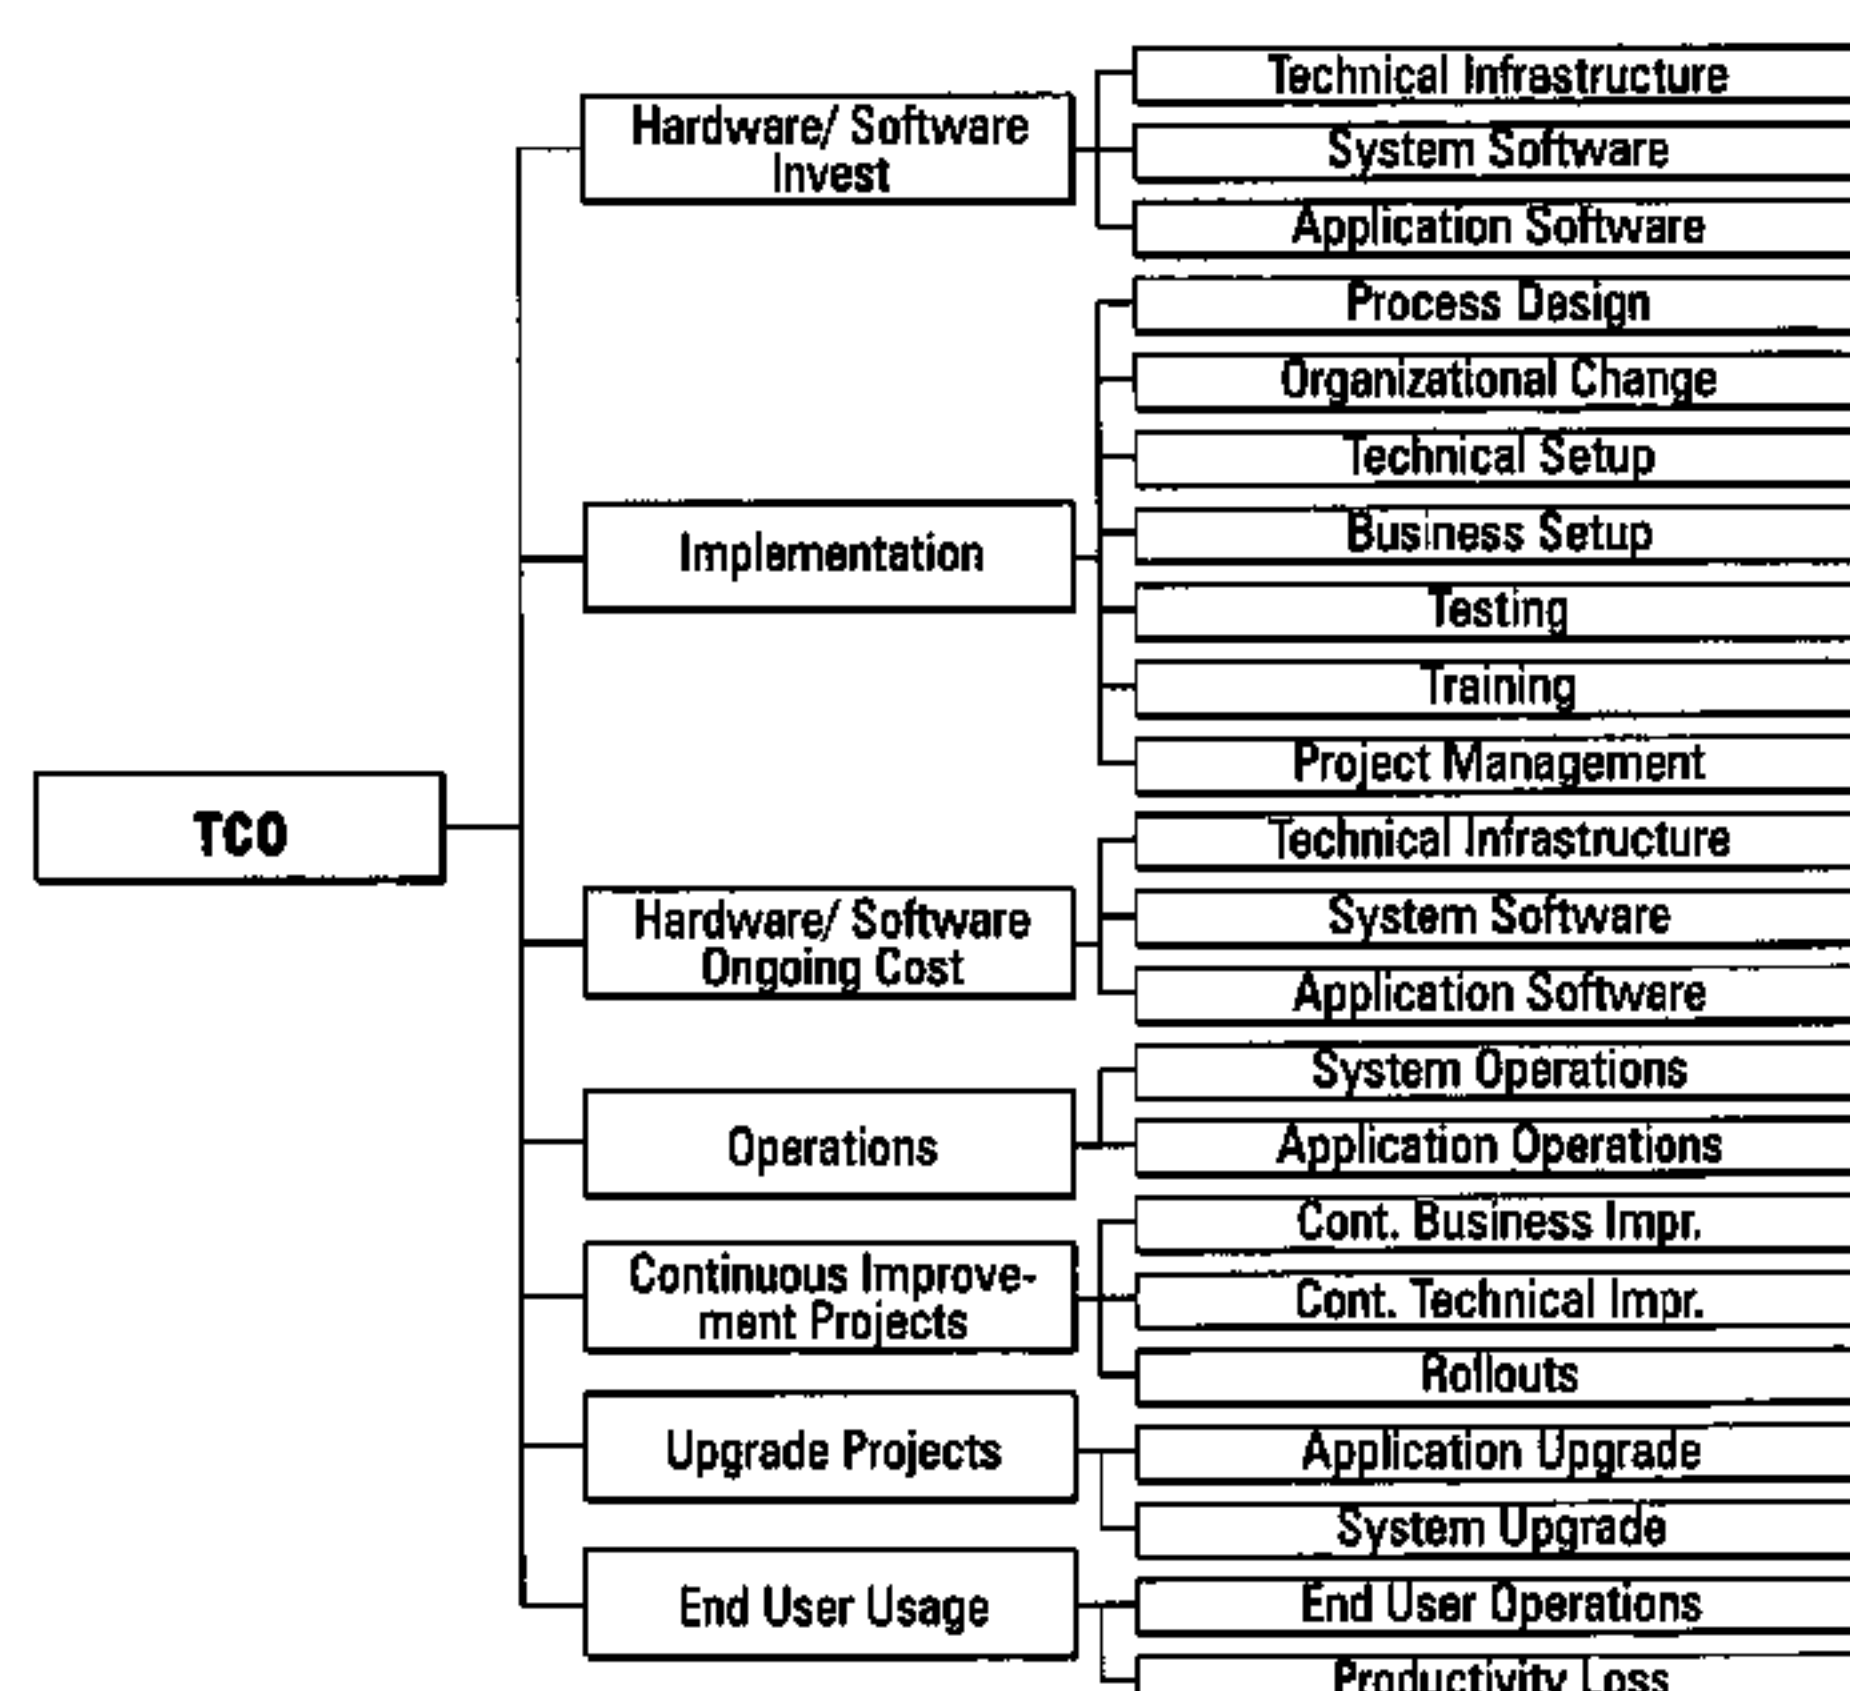 Technical Infrastructure
Hardware/ Software
Invest
System Software
Application Software
Process Design
Organizational Change
Technical Setup
Implementation
Business Setup
Testing
Training
Project Management
TCO
Technical Infrastructure
Hardware/ Software
Ongoing Cost
System Software
Application Software
System Operations
Operations
Application Operations
Cont. Business Impr.
Continuous Improve-
ment Projects
Cont. Technical Impr.
Rollouts
Upgrade Projects
Application Upgrade
System Upgrade
End User Usage
End User Operations
Productivity Loss